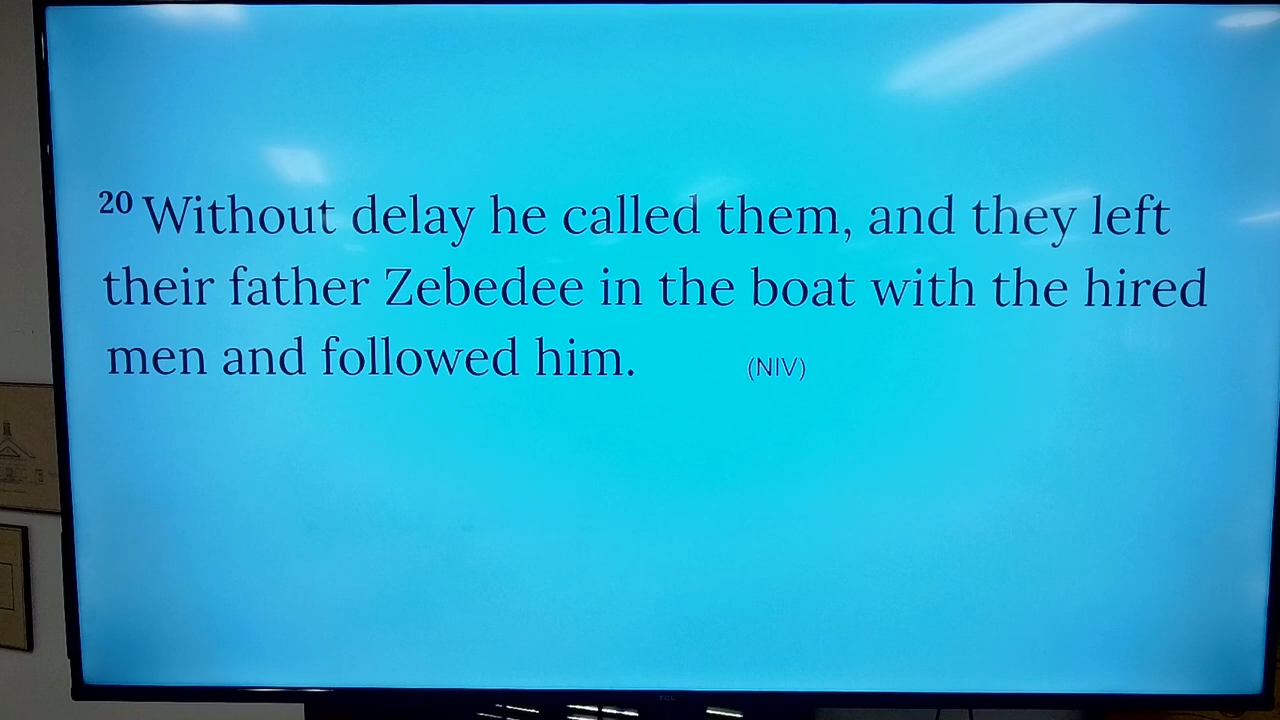 20 Without delay he called them, and they left
their father Zebedee in the boat with the hired
men and followed him. (NIV)
TCL